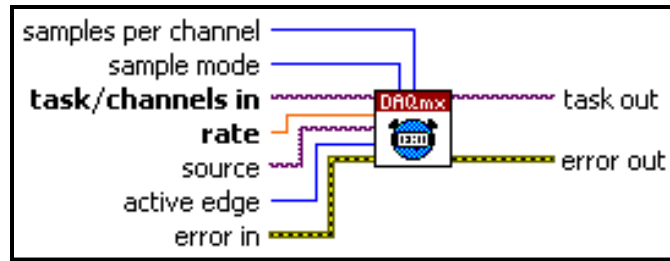 samples per channel
sample mode
task/channels in
rate
source
active edge
error in
DAQmx
task out
error out